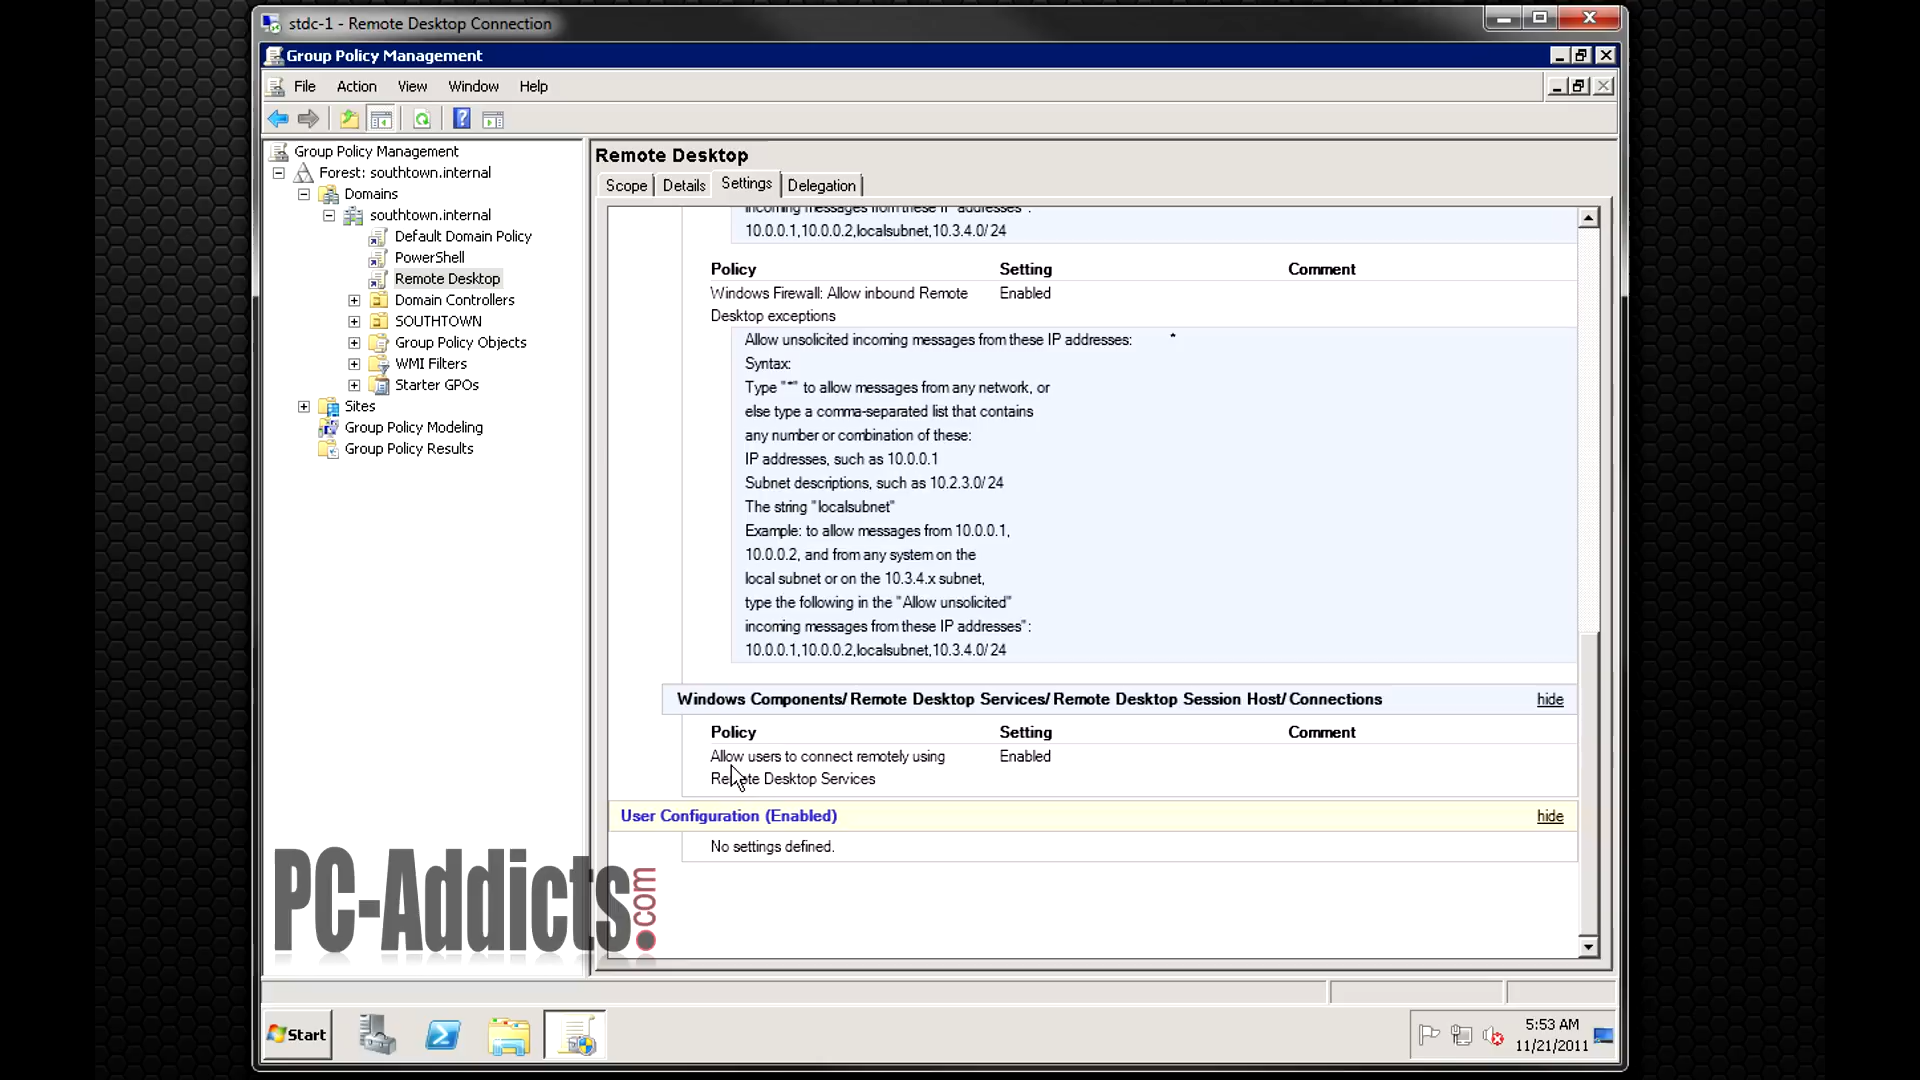 stdc-1 - Remote Desktop Connection
Group Policy Management
File Action View Window Help
Group Policy Management
Forest: southtown.internal
Domains
southtown.internal
Default Domain Policy
PowerShell
Remote Desktop
Domain Controllers
SOUTHTOWN
Group Policy Objects
WMI Filters
Starter GPOs
Sites
Group Policy Modeling
Group Policy Results
Remote Desktop
Scope Details Settings Delegation
incoming messages from these IP addresses":
10.0.0.1,10.0.0.2,localsubnet,10.3.4.0/24
Policy Setting Comment
Windows Firewall: Allow inbound Remote Enabled
Desktop exceptions
Allow unsolicited incoming messages from these IP addresses: *
Syntax:
Type "*" to allow messages from any network, or
else type a comma-separated list that contains
any number or combination of these:
IP addresses, such as 10.0.0.1
Subnet descriptions, such as 10.2.3.0/24
The string "localsubnet"
Example: to allow messages from 10.0.0.1,
10.0.0.2, and from any system on the
local subnet or on the 10.3.4.x subnet,
type the following in the "Allow unsolicited"
incoming messages from these IP addresses":
10.0.0.1,10.0.0.2,localsubnet,10.3.4.0/24
Windows Components/Remote Desktop Services/Remote Desktop Session Host/Connections hide
Policy Setting Comment
Allow users to connect remotely using Enabled
Remote Desktop Services
User Configuration (Enabled) hide
No settings defined.
PC-Addicts.com
Start
5:53 AM
11/21/2011